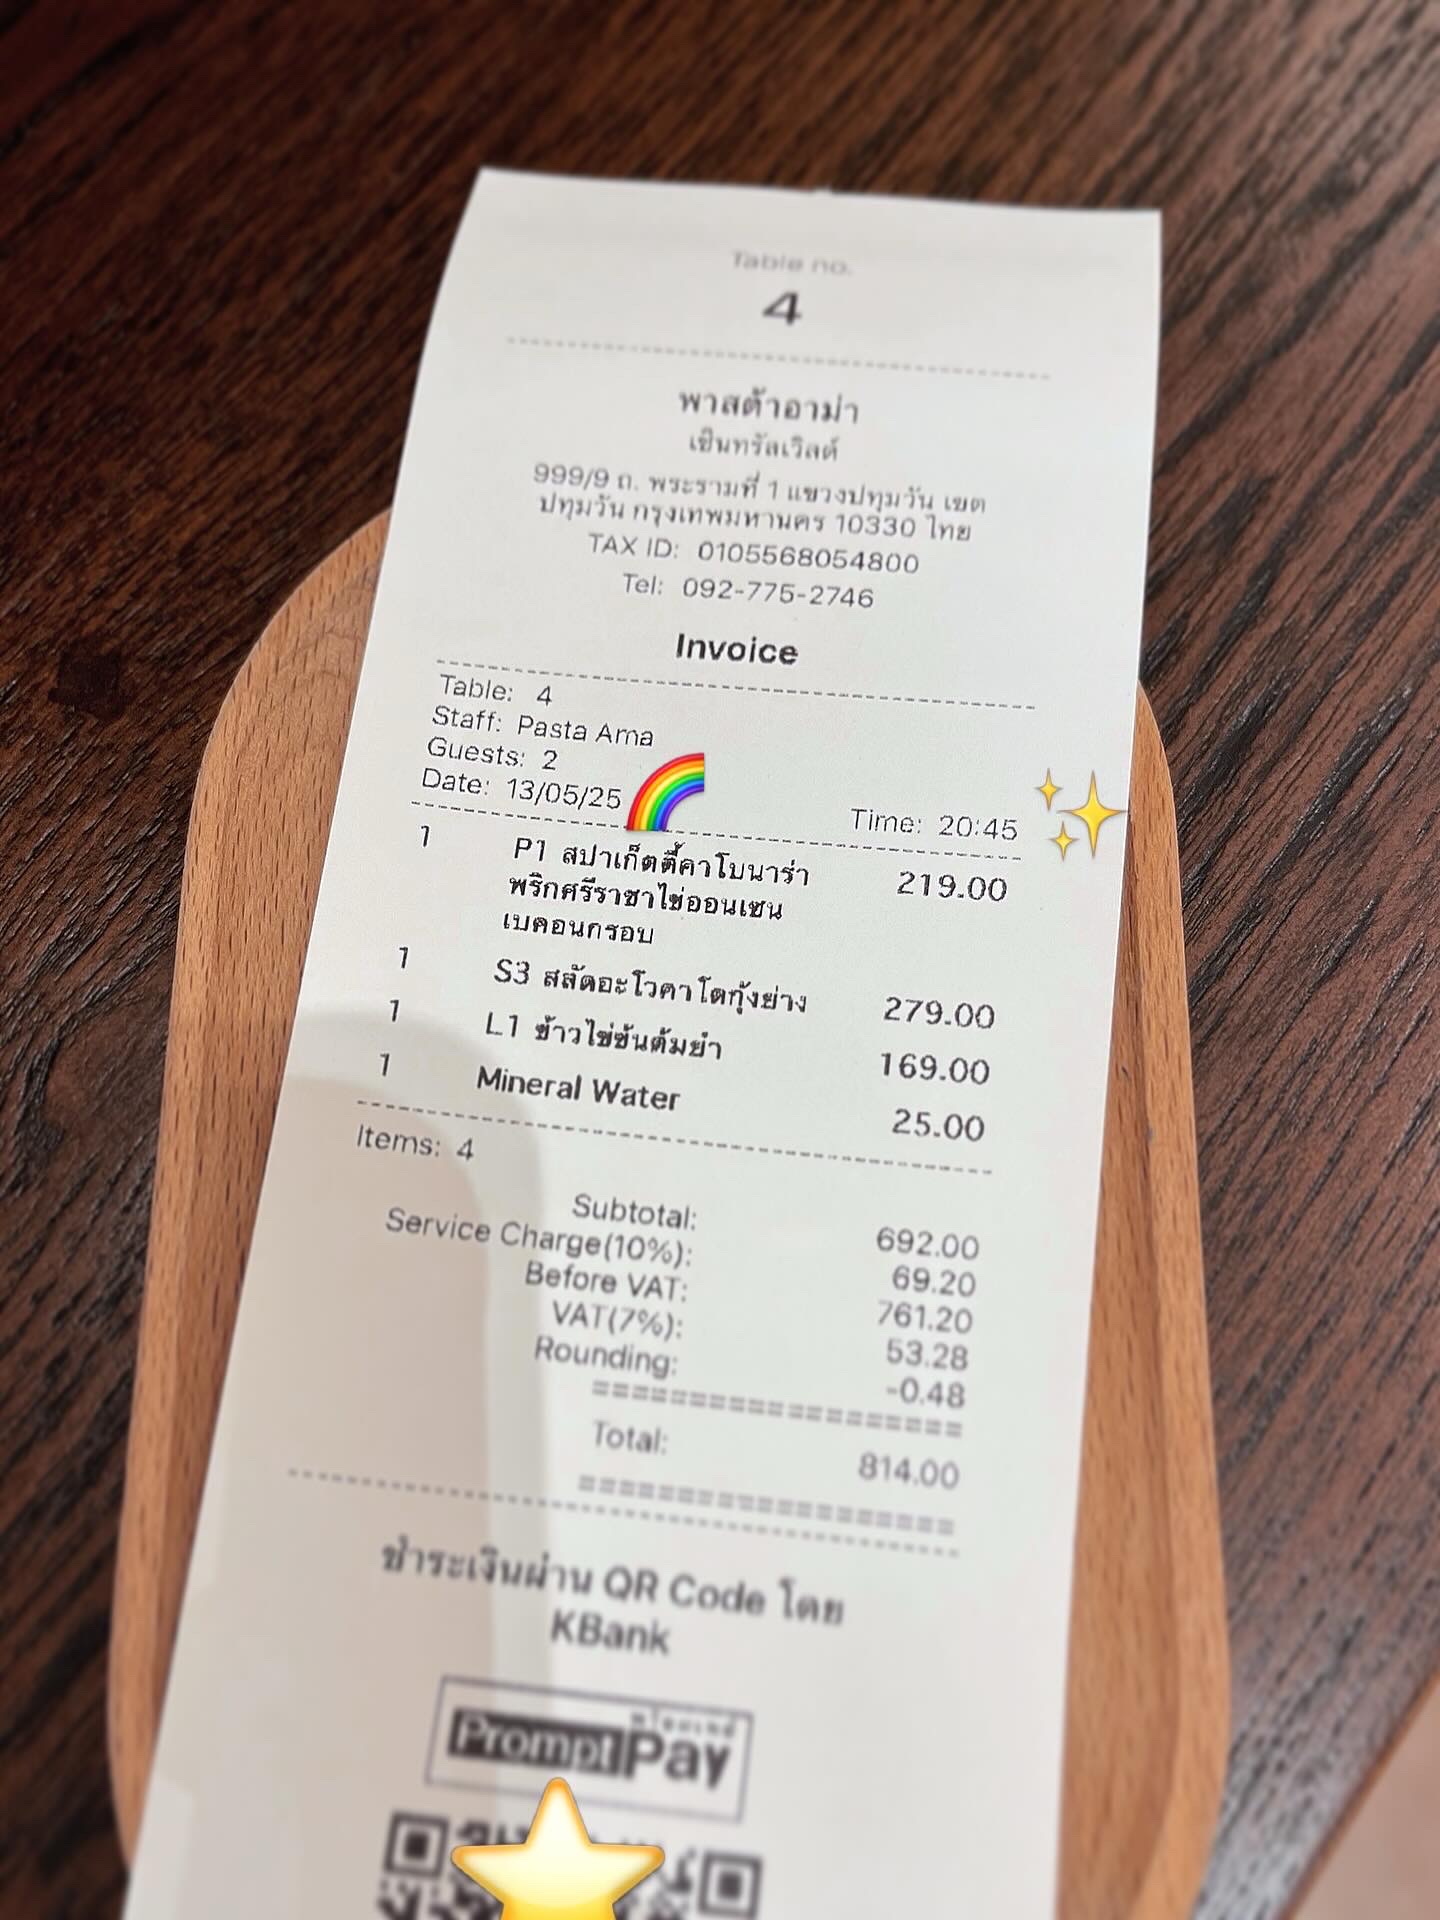 Table no.
4
พาสต้าอาม่า
เซ็นทรัลเวิลด์
999/9 ถ. พระรามที่ 1 แขวงปทุมวัน เขต
ปทุมวัน กรุงเทพมหานคร 10330 ไทย
TAX ID: 0105568054800
Tel: 092-775-2746
Invoice
Table: 4
Staff: Pasta Ama
Guests: 2
Date: 13/05/25 Time: 20:45
1 P1 สปาเก็ตตี้คาโบนาร่า 219.00
พริกศรีราชาไข่ออนเซน
เบคอนกรอบ
1 S3 สลัดอะโวคาโดกุ้งย่าง 279.00
1 L1 ข้าวไข่ข้นต้มยำ 169.00
1 Mineral Water 25.00
Items: 4
Subtotal: 692.00
Service Charge(10%): 69.20
Before VAT: 761.20
VAT(7%): 53.28
Rounding: -0.48
Total: 814.00
ชำระเงินผ่าน QR Code โดย
KBank
PromptPay